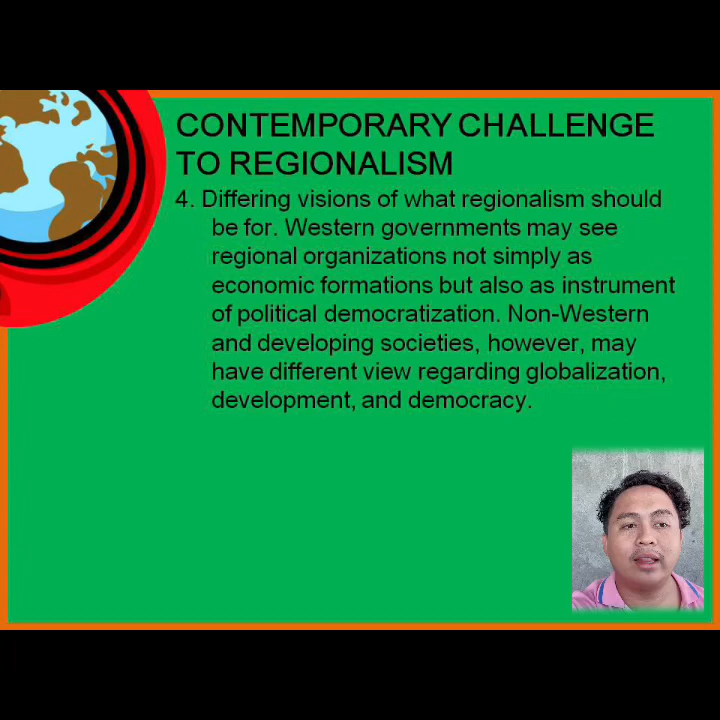 CONTEMPORARY CHALLENGE
TO REGIONALISM
4. Differing visions of what regionalism should
be for. Western governments may see
regional organizations not simply as
economic formations but also as instrument
of political democratization. Non-Western
and developing societies, however, may
have different view regarding globalization,
development, and democracy.